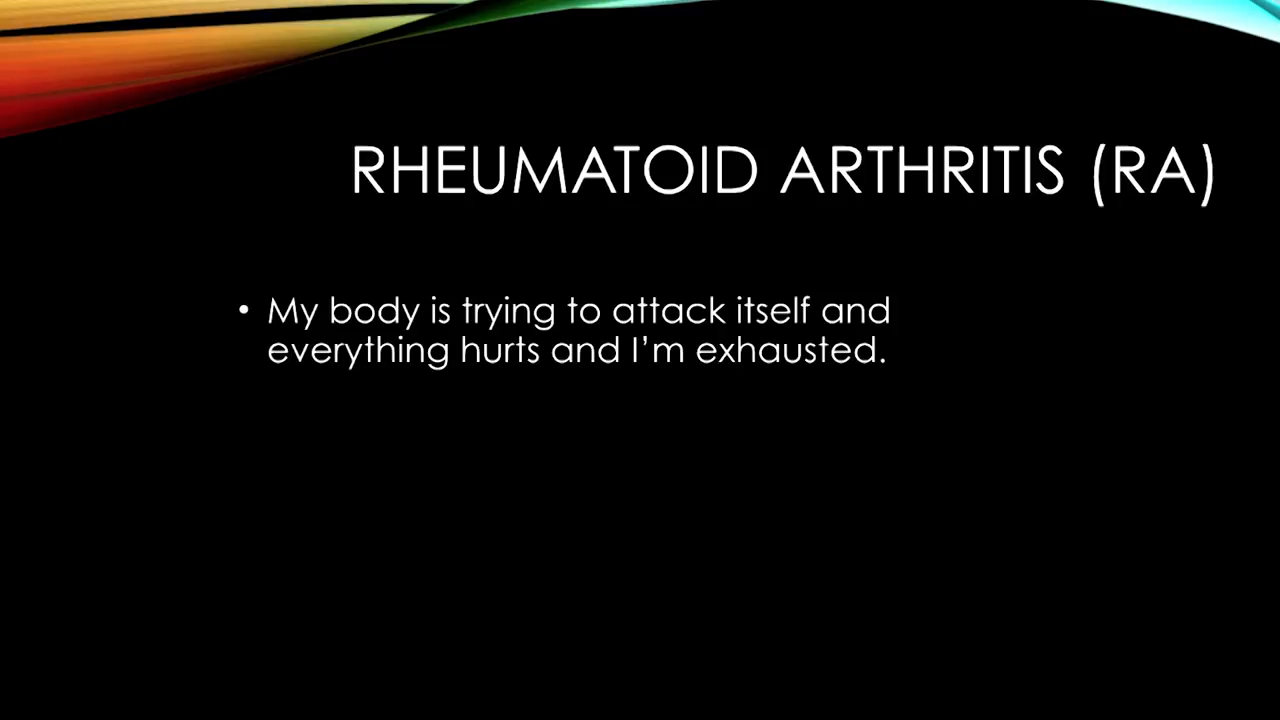 RHEUMATOID ARTHRITIS (RA)
• My body is trying to attack itself and
everything hurts and I’m exhausted.